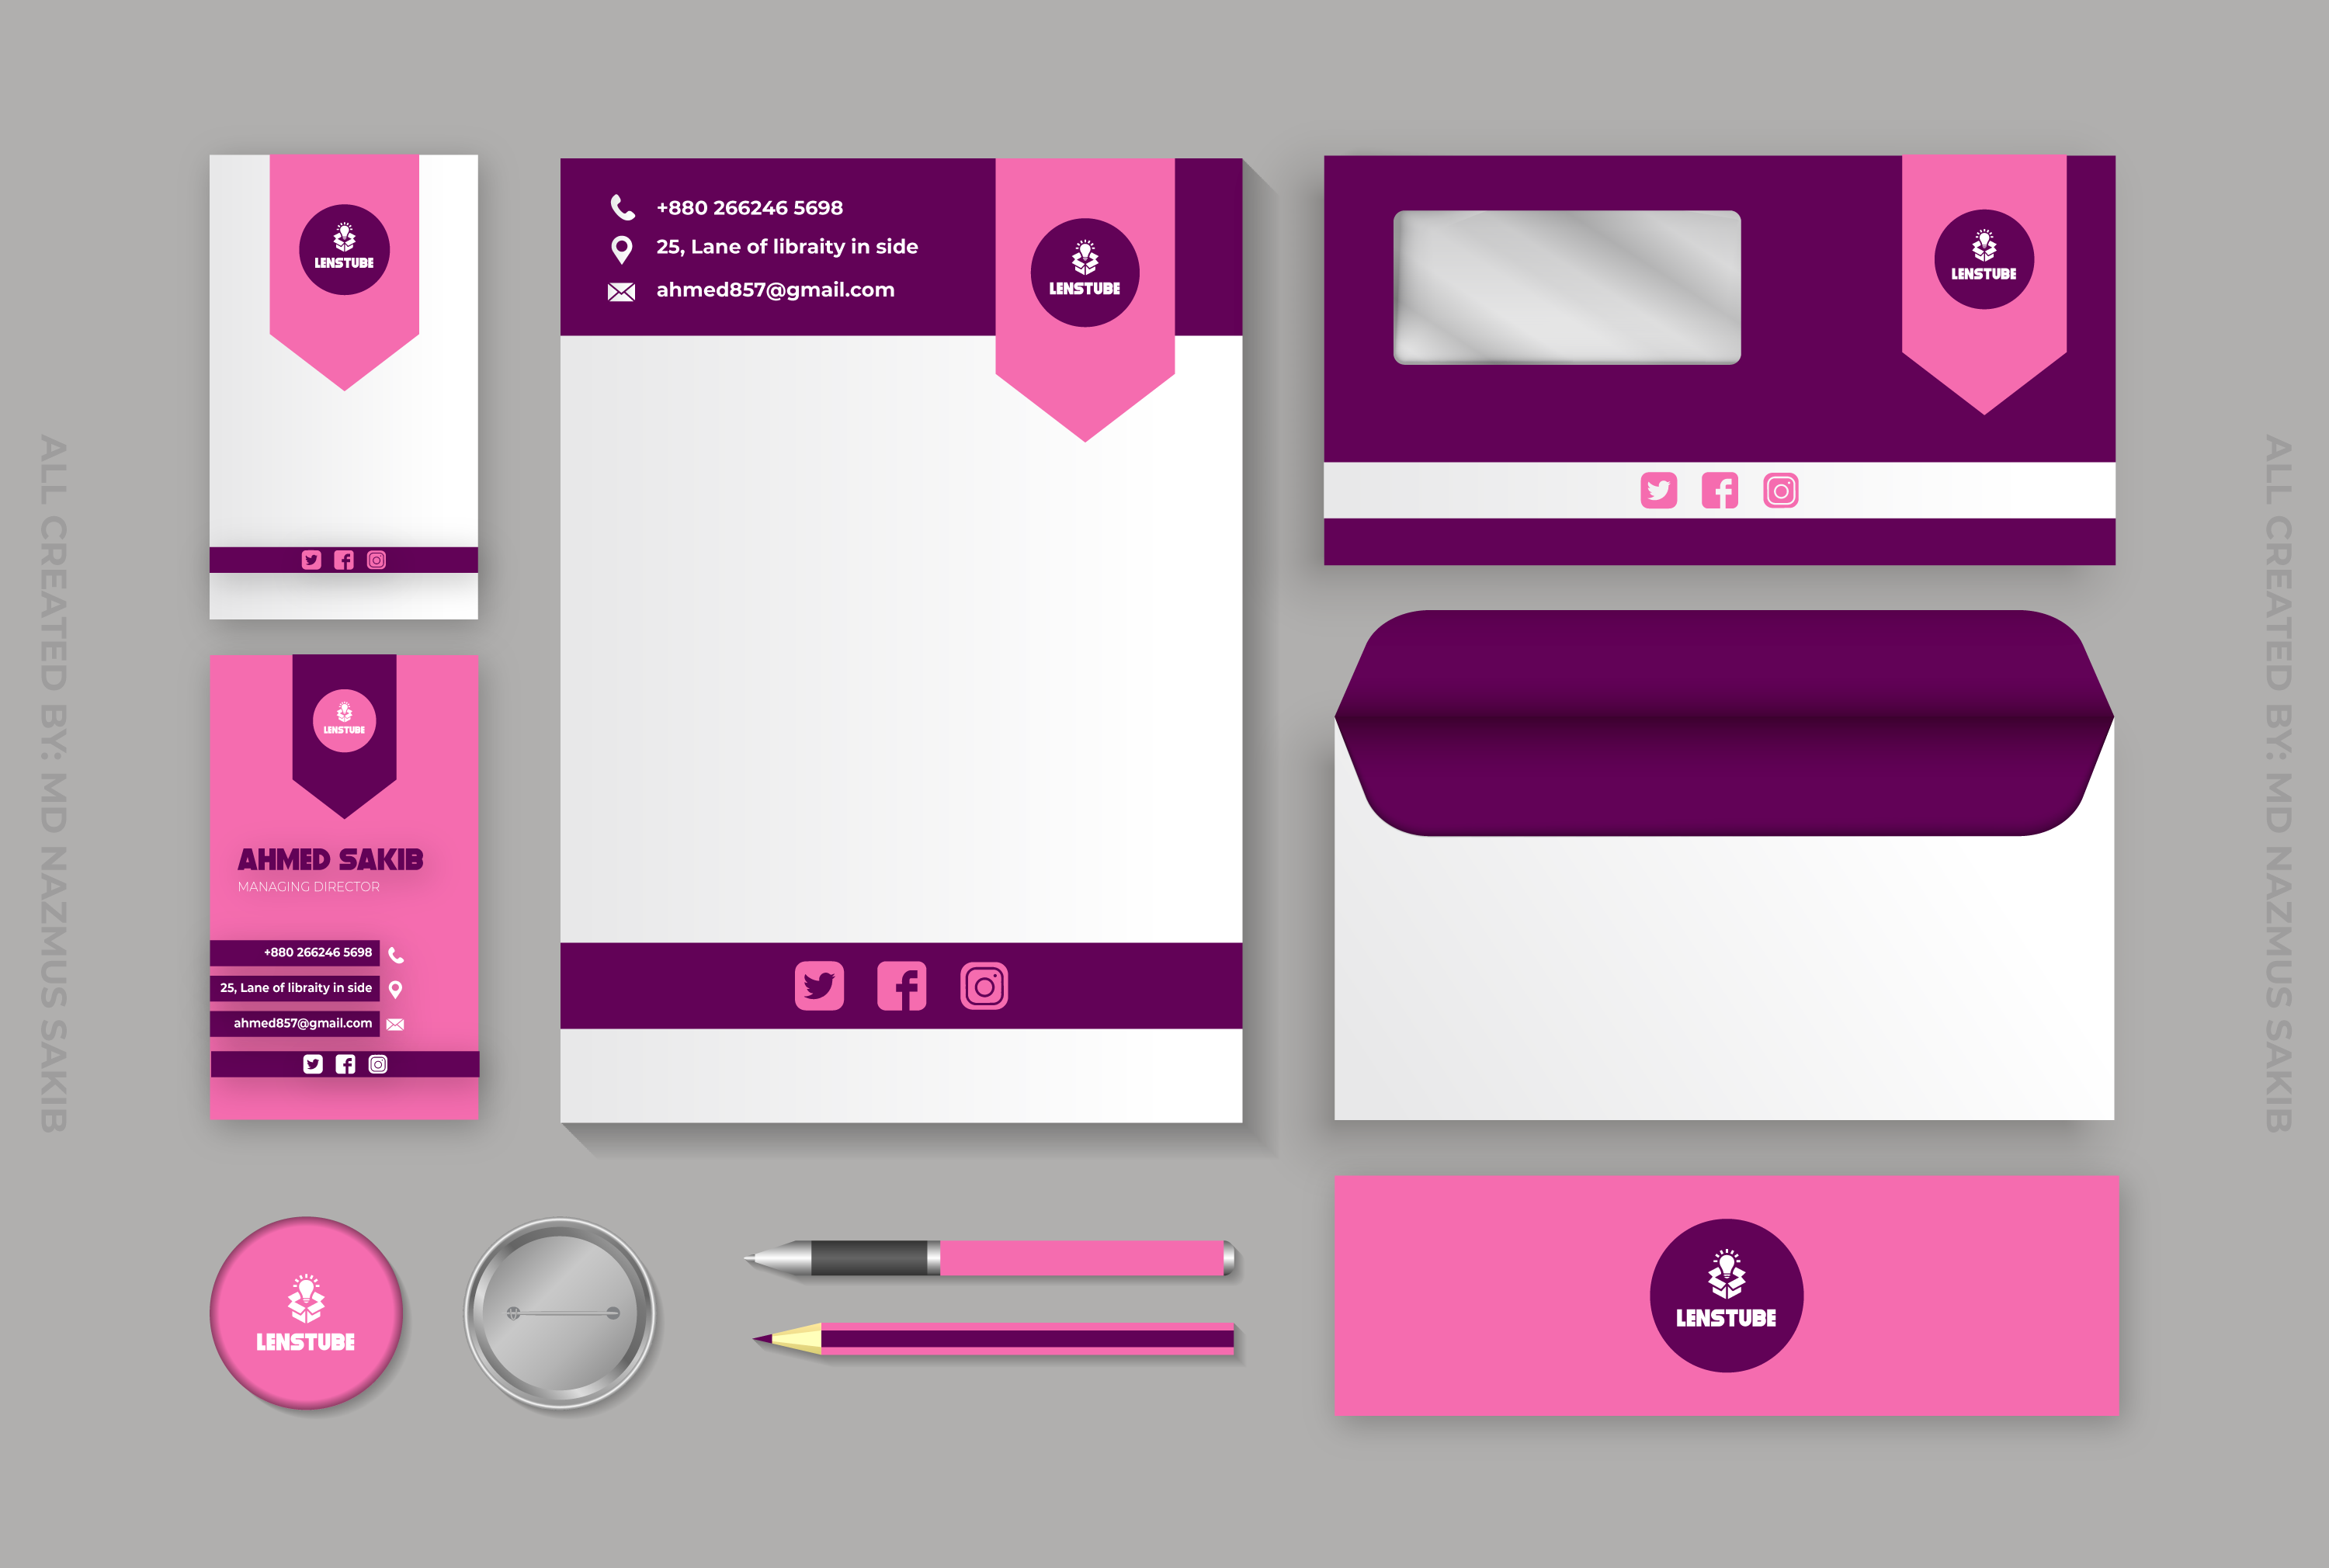 ALL CREATED BY: MD NAZMUS SAKIB
LENSTUBE
AHMED SAKIB
MANAGING DIRECTOR
LENSTUBE
+880 266246 5698
25, Lane of libraity in side
ahmed857@gmail.com
+880 266246 5698
25, Lane of libraity in side
ahmed857@gmail.com
LENSTUBE
LENSTUBE
LENSTUBE
LENSTUBE
ALL CREATED BY: MD NAZMUS SAKIB